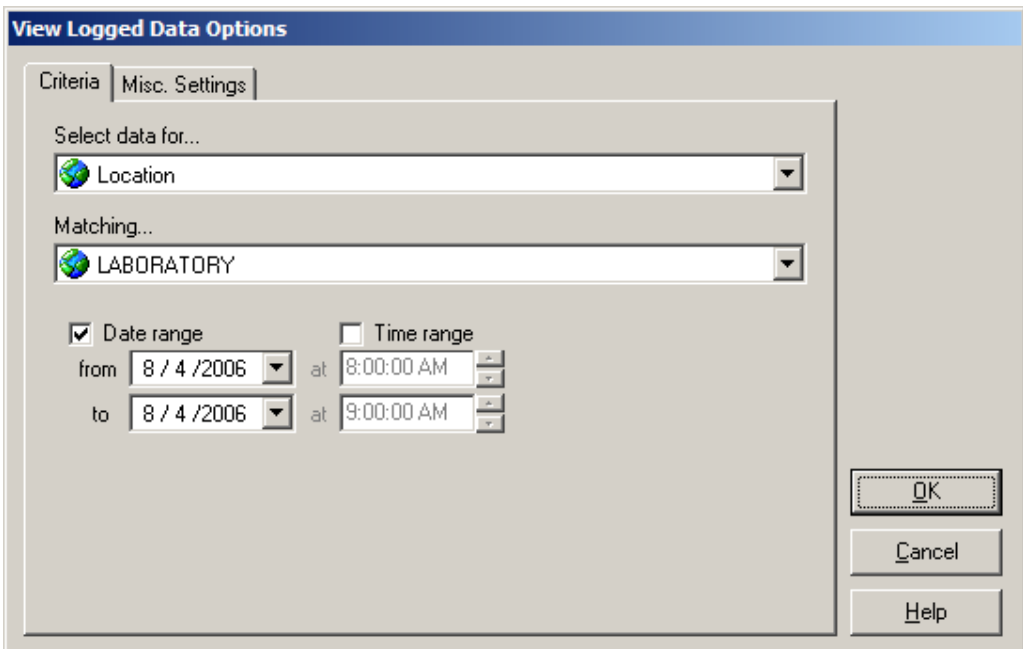 View Logged Data Options
Criteria Misc. Settings
Select data for...
Location
Matching...
LABORATORY
Date range Time range
from 8 / 4 /2006 at 8:00:00 AM
to 8 / 4 /2006 at 9:00:00 AM
OK
Cancel
Help